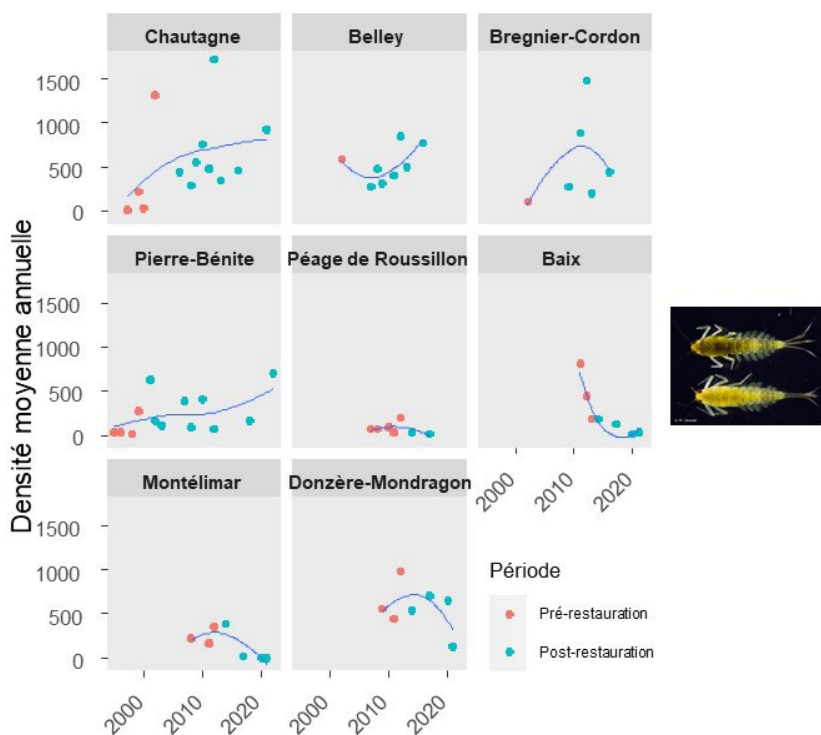 Chautagne
Belley
Bregnier-Cordon
1500
1000
500
0
Pierre-Bénite
Péage de Roussillon
Baix
1500
1000
500
0
2000
2010
2020
Montélimar
Donzère-Mondragon
1500
1000
500
0
2000
2010
2020
2000
2010
2020
Densité moyenne annuelle
Période
Pré-restauration
Post-restauration